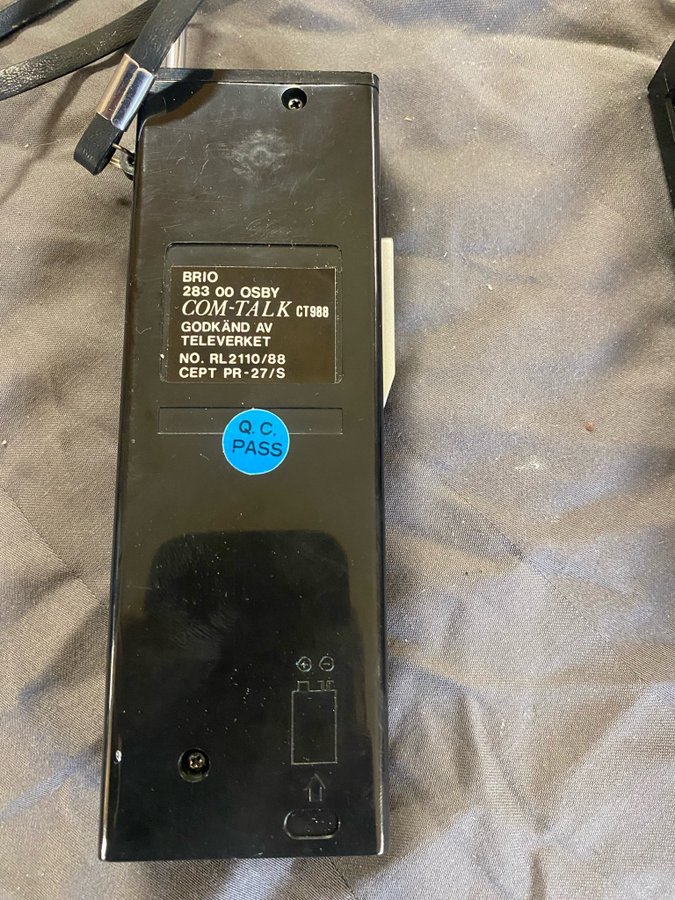 BRIO
283 00 OSBY
COM-TALK CT988
GODKÄND AV
TELEVERKET
NO. RL2110/88
CEPT PR-27/S
Q.C.
PASS
+ −